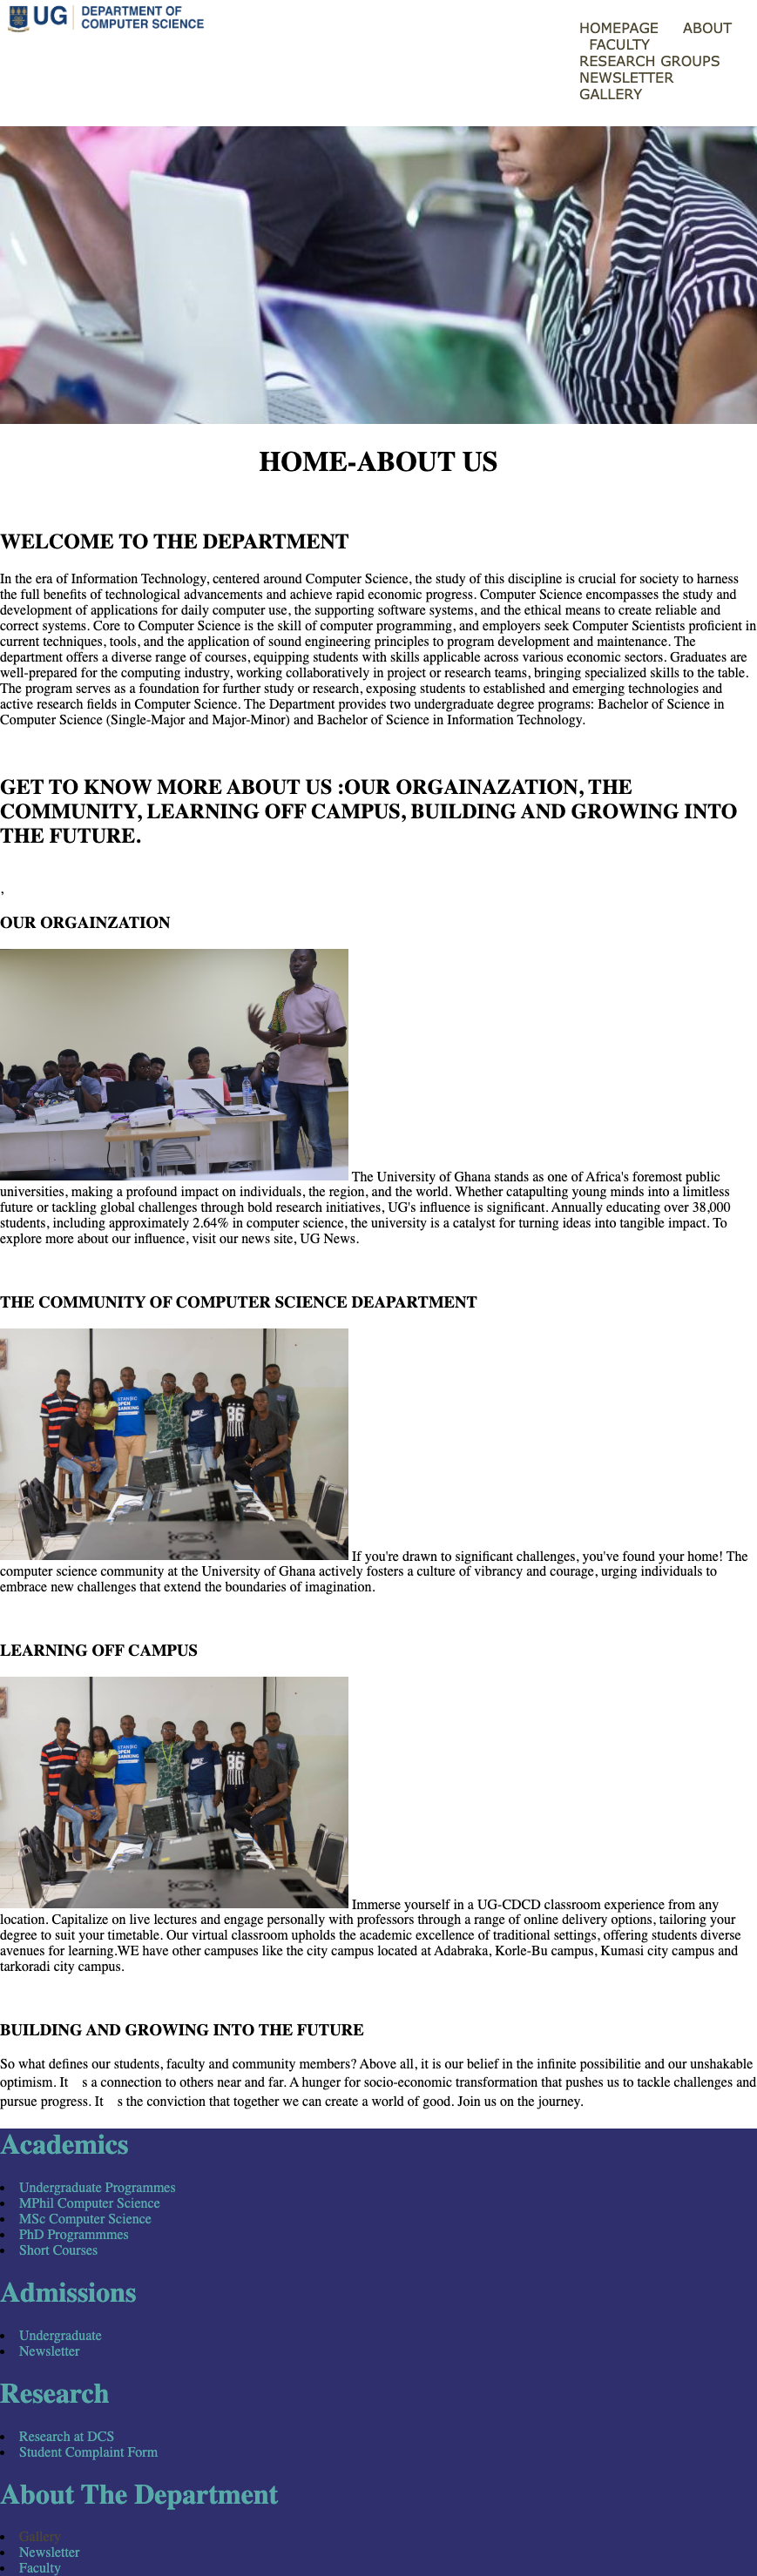 UG DEPARTMENT OF
COMPUTER SCIENCE
HOMEPAGE ABOUT
FACULTY
RESEARCH GROUPS
NEWSLETTER
GALLERY
HOME-ABOUT US
WELCOME TO THE DEPARTMENT
In the era of Information Technology, centered around Computer Science, the study of this discipline is crucial for society to harness
the full benefits of technological advancements and achieve rapid economic progress. Computer Science encompasses the study and
development of applications for daily computer use, the supporting software systems, and the ethical means to create reliable and
correct systems. Core to Computer Science is the skill of computer programming, and employers seek Computer Scientists proficient in
current techniques, tools, and the application of sound engineering principles to program development and maintenance. The
department offers a diverse range of courses, equipping students with skills applicable across various economic sectors. Graduates are
well-prepared for the computing industry, working collaboratively in project or research teams, bringing specialized skills to the table.
The program serves as a foundation for further study or research, exposing students to established and emerging technologies and
active research fields in Computer Science. The Department provides two undergraduate degree programs: Bachelor of Science in
Computer Science (Single-Major and Major-Minor) and Bachelor of Science in Information Technology.
GET TO KNOW MORE ABOUT US :OUR ORGAINAZATION, THE
COMMUNITY, LEARNING OFF CAMPUS, BUILDING AND GROWING INTO
THE FUTURE.
,
OUR ORGAINZATION
The University of Ghana stands as one of Africa's foremost public
universities, making a profound impact on individuals, the region, and the world. Whether catapulting young minds into a limitless
future or tackling global challenges through bold research initiatives, UG's influence is significant. Annually educating over 38,000
students, including approximately 2.64% in computer science, the university is a catalyst for turning ideas into tangible impact. To
explore more about our influence, visit our news site, UG News.
THE COMMUNITY OF COMPUTER SCIENCE DEAPARTMENT
STANBIC
OPEN
BANKING
NIKE
86
If you're drawn to significant challenges, you've found your home! The
computer science community at the University of Ghana actively fosters a culture of vibrancy and courage, urging individuals to
embrace new challenges that extend the boundaries of imagination.
LEARNING OFF CAMPUS
STANBIC
OPEN
BANKING
NIKE
86
Immerse yourself in a UG-CDCD classroom experience from any
location. Capitalize on live lectures and engage personally with professors through a range of online delivery options, tailoring your
degree to suit your timetable. Our virtual classroom upholds the academic excellence of traditional settings, offering students diverse
avenues for learning.WE have other campuses like the city campus located at Adabraka, Korle-Bu campus, Kumasi city campus and
tarkoradi city campus.
BUILDING AND GROWING INTO THE FUTURE
So what defines our students, faculty and community members? Above all, it is our belief in the infinite possibilitie and our unshakable
optimism. It s a connection to others near and far. A hunger for socio-economic transformation that pushes us to tackle challenges and
pursue progress. It s the conviction that together we can create a world of good. Join us on the journey.
Academics
Undergraduate Programmes
MPhil Computer Science
MSc Computer Science
PhD Programmmes
Short Courses
Admissions
Undergraduate
Newsletter
Research
Research at DCS
Student Complaint Form
About The Department
Gallery
Newsletter
Faculty